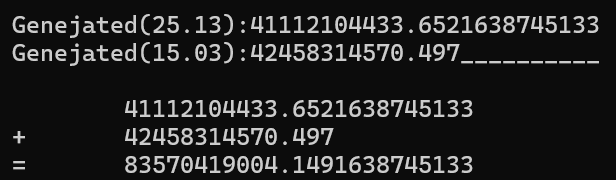 Genejated(25.13):41112104433.6521638745133
Genejated(15.03):42458314570.497__________
41112104433.6521638745133
+ 42458314570.497
= 83570419004.1491638745133